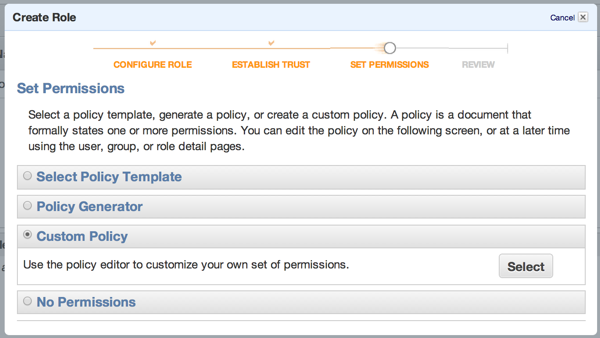 Create Role
Cancel
CONFIGURE ROLE ESTABLISH TRUST SET PERMISSIONS REVIEW
Set Permissions
Select a policy template, generate a policy, or create a custom policy. A policy is a document that
formally states one or more permissions. You can edit the policy on the following screen, or at a later time
using the user, group, or role detail pages.
Select Policy Template
Policy Generator
Custom Policy
Use the policy editor to customize your own set of permissions.
Select
No Permissions